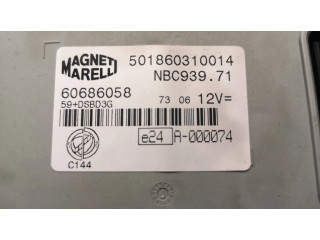 MAGNETI MARELLI
501860310014
NBC939.71
60686058
59+DSBD3G
73 06 12V=
e24 A-000074
C144